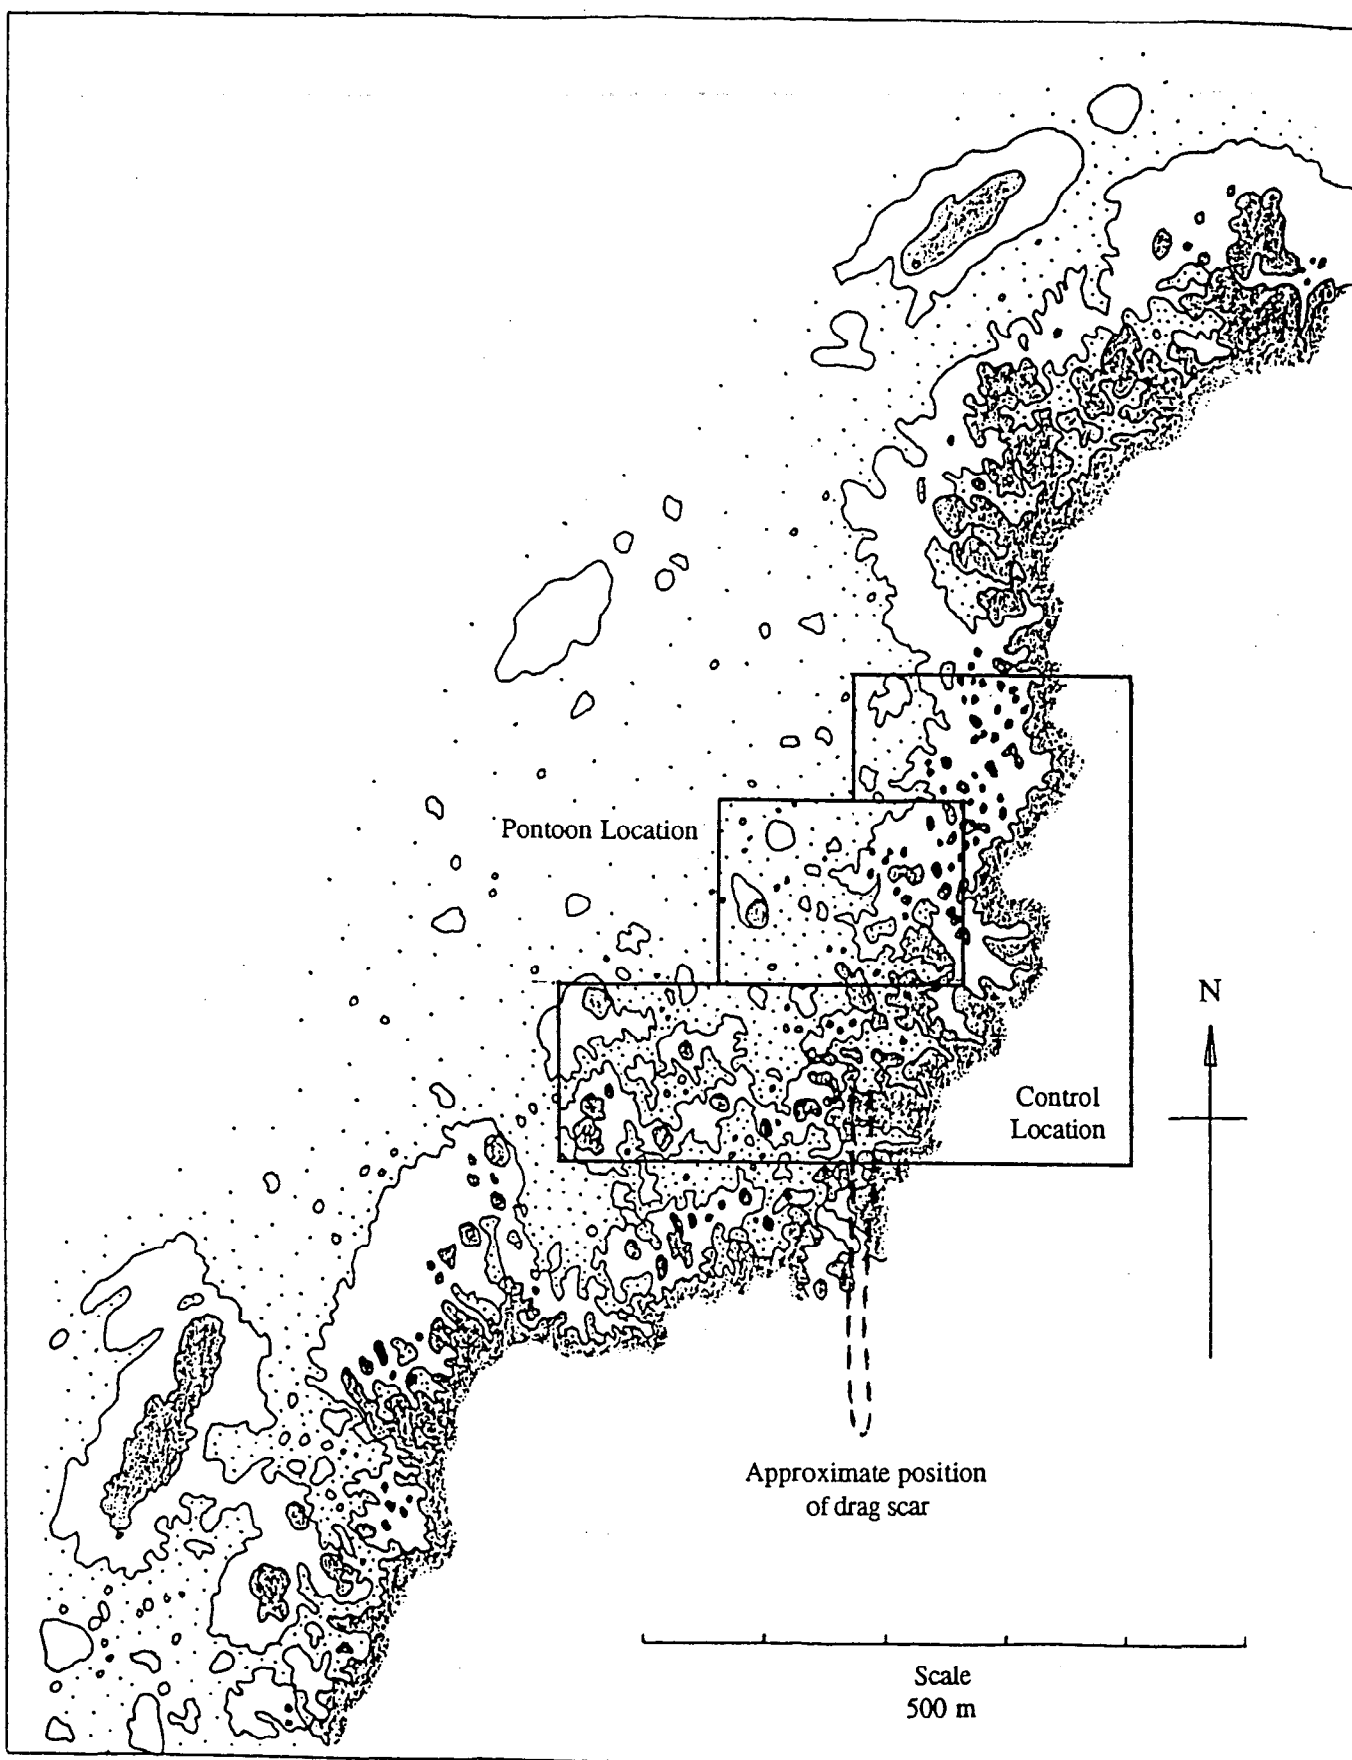 Pontoon Location
N
Control
Location
Approximate position
of drag scar
Scale
500 m